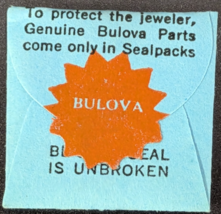 To protect the jeweler,
Genuine Bulova Parts
come only in Sealpacks
BULOVA
IS UNBROKEN